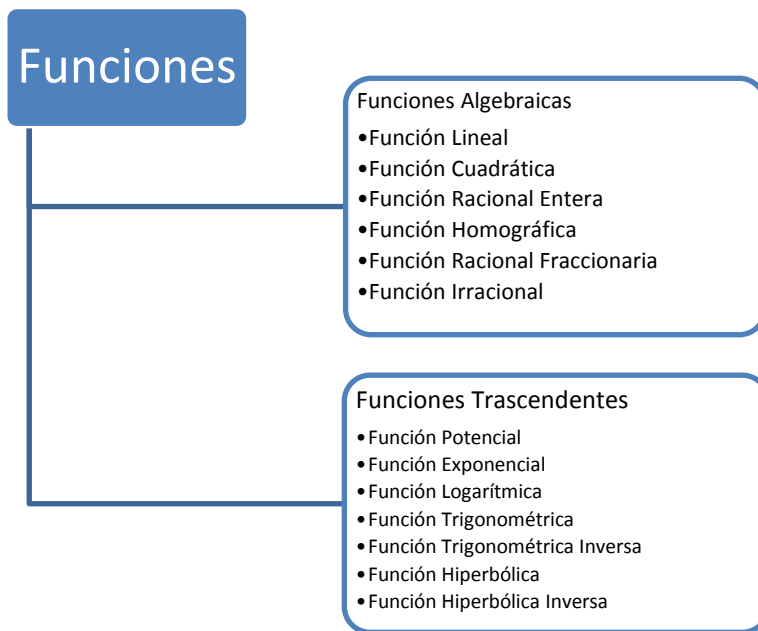 Funciones
Funciones Algebraicas
•Función Lineal
•Función Cuadrática
•Función Racional Entera
•Función Homográfica
•Función Racional Fraccionaria
•Función Irracional
Funciones Trascendentes
•Función Potencial
•Función Exponencial
•Función Logarítmica
•Función Trigonométrica
•Función Trigonométrica Inversa
•Función Hiperbólica
•Función Hiperbólica Inversa